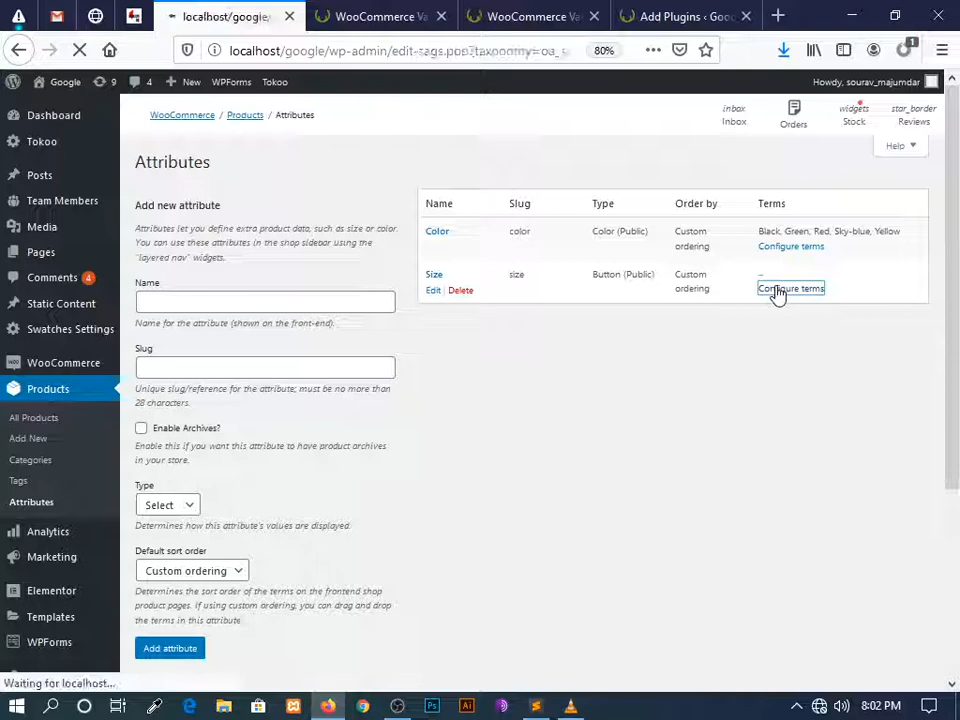 localhost/google/
WooCommerce Va
WooCommerce Va
Add Plugins ‹ Goo
localhost/google/wp-admin/edit-tags.php?taxonomy=pa_s
80%
1
Google
9
4
New
WPForms
Tokoo
Howdy, sourav_majumdar
Dashboard
Tokoo
Posts
Team Members
Media
Pages
Comments 4
Static Content
Swatches Settings
WooCommerce
Products
All Products
Add New
Categories
Tags
Attributes
Analytics
Marketing
Elementor
Templates
WPForms
WooCommerce / Products / Attributes
inbox
Inbox
Orders
widgets
Stock
star_border
Reviews
Help
Attributes
Add new attribute
Attributes let you define extra product data, such as size or color.
You can use these attributes in the shop sidebar using the
"layered nav" widgets.
Name
Name for the attribute (shown on the front-end).
Slug
Unique slug/reference for the attribute; must be no more than
28 characters.
Enable Archives?
Enable this if you want this attribute to have product archives
in your store.
Type
Select
Determines how this attribute's values are displayed.
Default sort order
Custom ordering
Determines the sort order of the terms on the frontend shop
product pages. If using custom ordering, you can drag and drop
the terms in this attribute
Add attribute
Name Slug Type Order by Terms
Color color Color (Public) Custom ordering Black, Green, Red, Sky-blue, Yellow
Configure terms
Size size Button (Public) Custom ordering –
Edit | Delete
Configure terms
Waiting for localhost...
8:02 PM